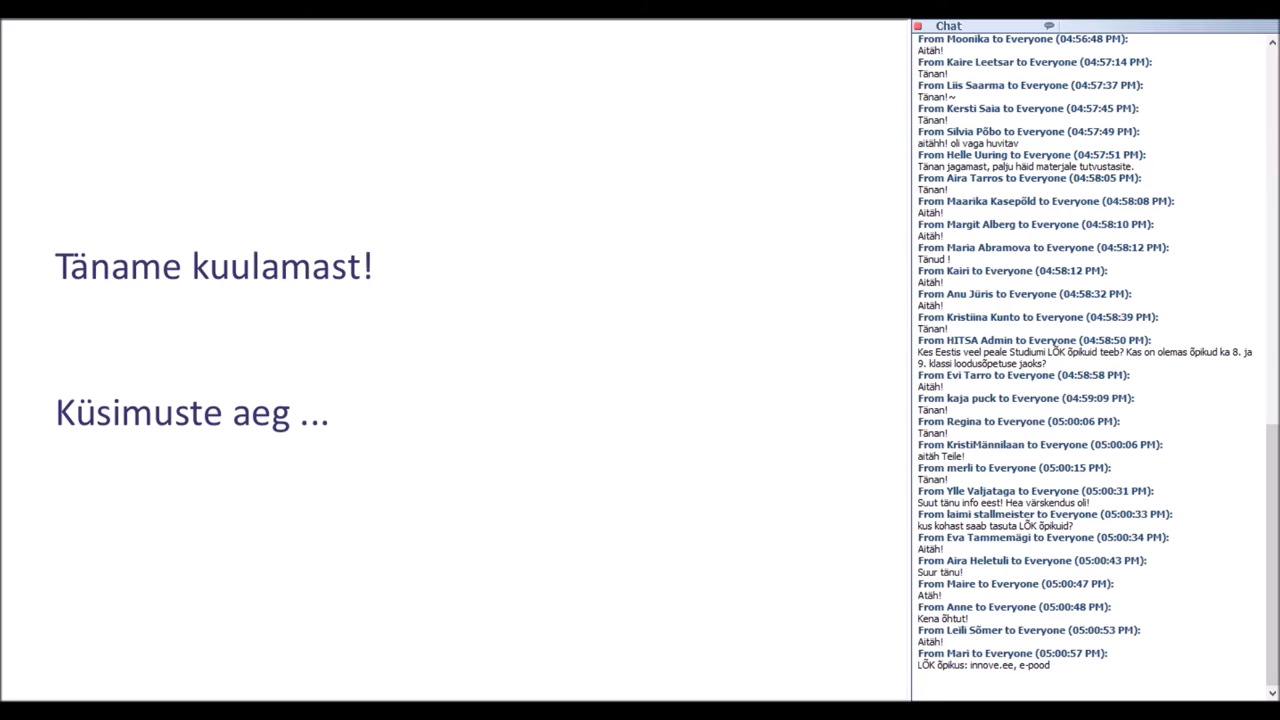 Täname kuulamast!
Küsimuste aeg ...
Chat
From Moonika to Everyone (04:56:48 PM):
Aitäh!
From Kaire Leetsar to Everyone (04:57:14 PM):
Tänan!
From Liis Saarma to Everyone (04:57:37 PM):
Tänan!~
From Kersti Saia to Everyone (04:57:45 PM):
Tänan!
From Silvia Põbo to Everyone (04:57:49 PM):
aitähh! oli vaga huvitav
From Helle Uuring to Everyone (04:57:51 PM):
Tänan jagamast, palju häid materjale tutvustasite.
From Aira Tarros to Everyone (04:58:05 PM):
Tänan!
From Maarika Kasepõld to Everyone (04:58:08 PM):
Aitäh!
From Margit Alberg to Everyone (04:58:10 PM):
Aitäh!
From Maria Abramova to Everyone (04:58:12 PM):
Tänud !
From Kairi to Everyone (04:58:12 PM):
Aitäh!
From Anu Jüris to Everyone (04:58:32 PM):
Aitäh!
From Kristiina Kunto to Everyone (04:58:39 PM):
Tänan!
From HITSA Admin to Everyone (04:58:50 PM):
Kes Eestis veel peale Studiumi LÕK õpikuid teeb? Kas on olemas õpikud ka 8. ja
9. klassi loodusõpetuse jaoks?
From Evi Tarro to Everyone (04:58:58 PM):
Aitäh!
From kaja puck to Everyone (04:59:09 PM):
Tänan!
From Regina to Everyone (05:00:06 PM):
Tänan!
From KristiMännilaan to Everyone (05:00:06 PM):
aitäh Teile!
From merli to Everyone (05:00:15 PM):
Tänan!
From Ylle Valjataga to Everyone (05:00:31 PM):
Suut tänu info eest! Hea värskendus oli!
From laimi stallmeister to Everyone (05:00:33 PM):
kus kohast saab tasuta LÕK õpikuid?
From Eva Tammemägi to Everyone (05:00:34 PM):
Aitäh!
From Aira Heletuli to Everyone (05:00:43 PM):
Suur tänu!
From Maire to Everyone (05:00:47 PM):
Atäh!
From Anne to Everyone (05:00:48 PM):
Kena õhtut!
From Leili Sõmer to Everyone (05:00:53 PM):
Aitäh!
From Mari to Everyone (05:00:57 PM):
LÕK õpikus: innove.ee, e-pood